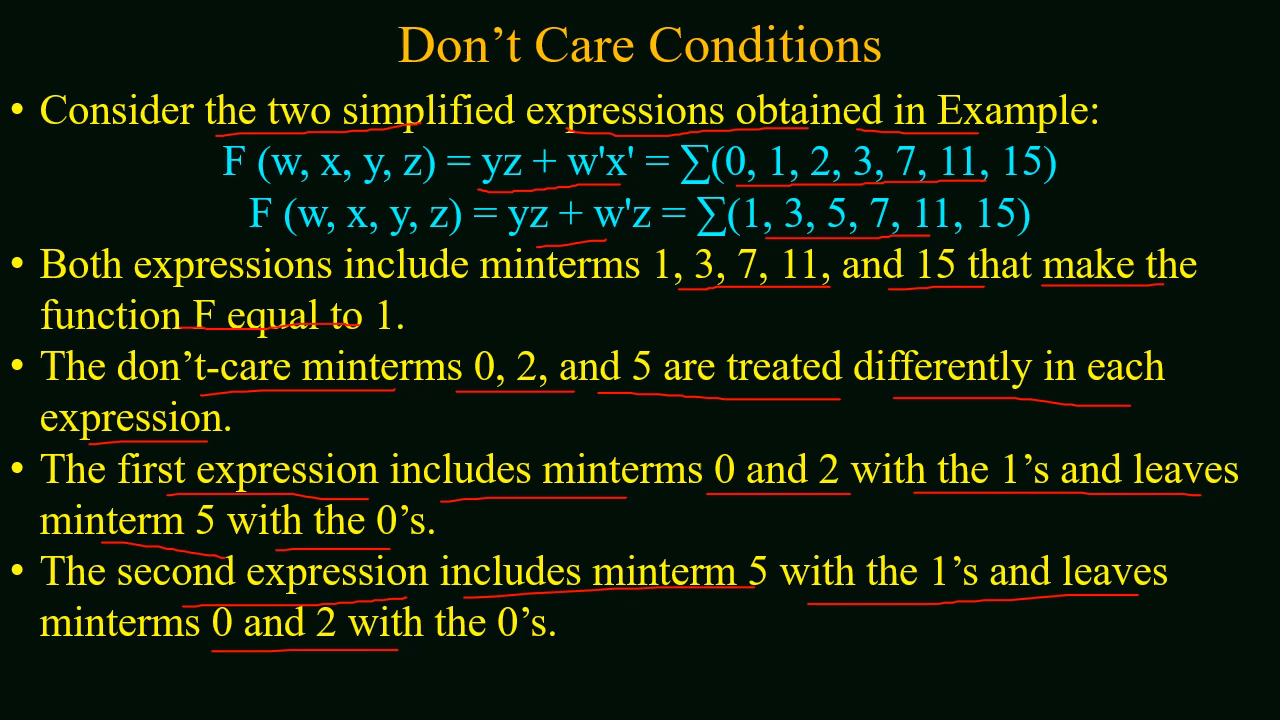 Don’t Care Conditions
• Consider the two simplified expressions obtained in Example:
F (w, x, y, z) = yz + w'x' = ∑(0, 1, 2, 3, 7, 11, 15)
F (w, x, y, z) = yz + w'z = ∑(1, 3, 5, 7, 11, 15)
• Both expressions include minterms 1, 3, 7, 11, and 15 that make the
function F equal to 1.
• The don’t-care minterms 0, 2, and 5 are treated differently in each
expression.
• The first expression includes minterms 0 and 2 with the 1’s and leaves
minterm 5 with the 0’s.
• The second expression includes minterm 5 with the 1’s and leaves
minterms 0 and 2 with the 0’s.